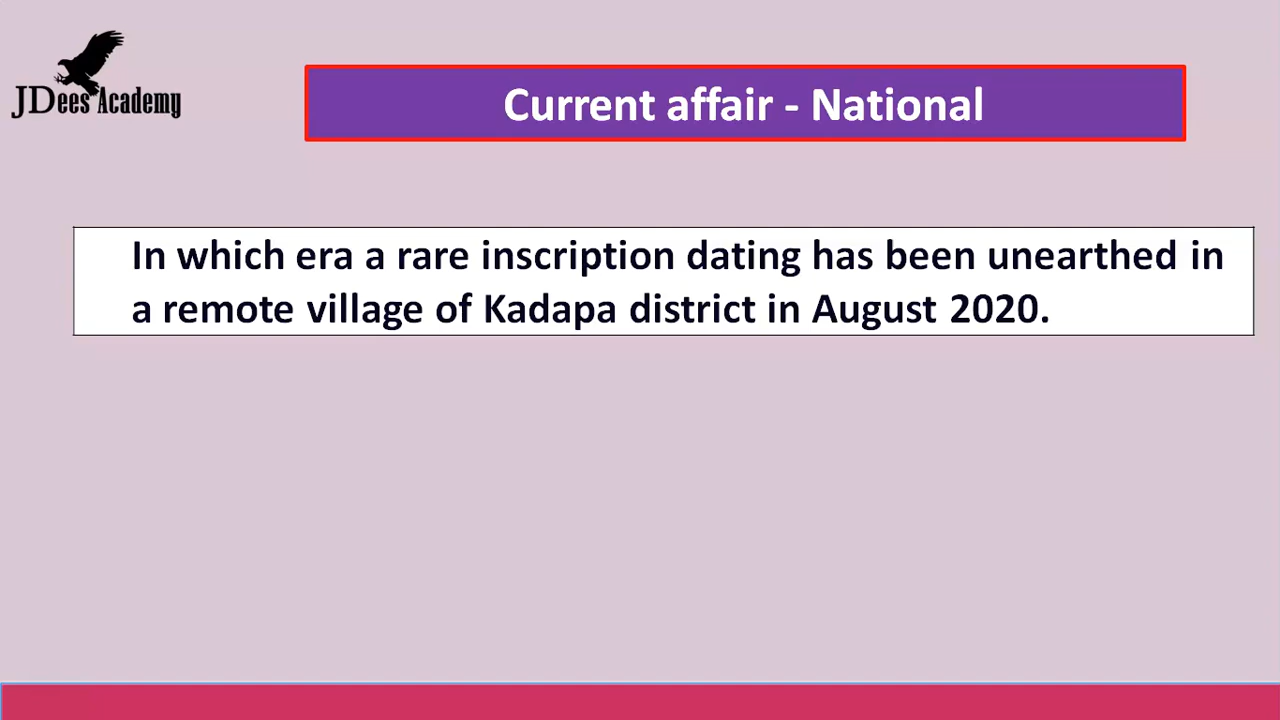 JDees Academy
Current affair - National
In which era a rare inscription dating has been unearthed in
a remote village of Kadapa district in August 2020.